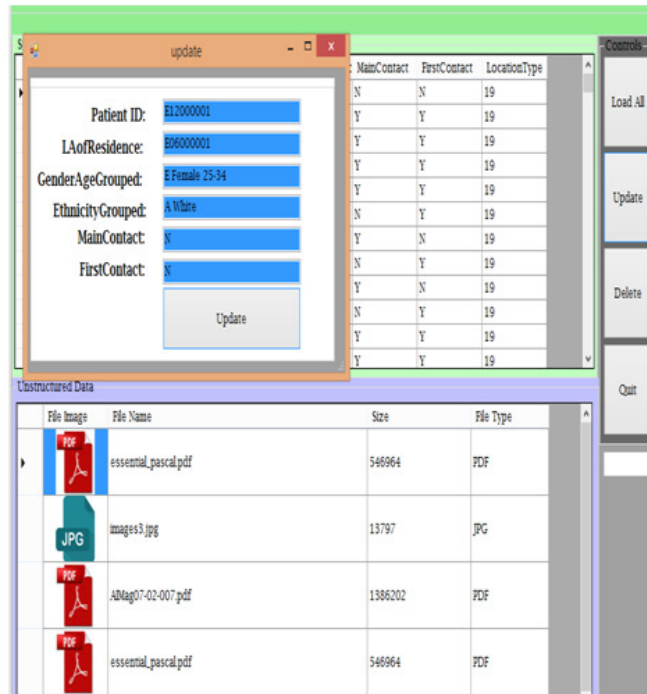 update
Patient ID: E12000001
LAofResidence: E06000001
GenderAgeGrouped: E Female 25-34
EthnicityGrouped: A White
MainContact: N
FirstContact: N
Update
MainContact FirstContact LocationType
N N 19
Y Y 19
Y Y 19
Y Y 19
N Y 19
Y N 19
N Y 19
Y N 19
N Y 19
Y Y 19
Y Y 19
Controls
Load All
Update
Delete
Quit
Unstructured Data
File Image File Name Size File Type
PDF essential_pascal.pdf 546964 PDF
JPG images3.jpg 13797 JPG
PDF AIMag07-02-007.pdf 1386202 PDF
PDF essential_pascal.pdf 546964 PDF